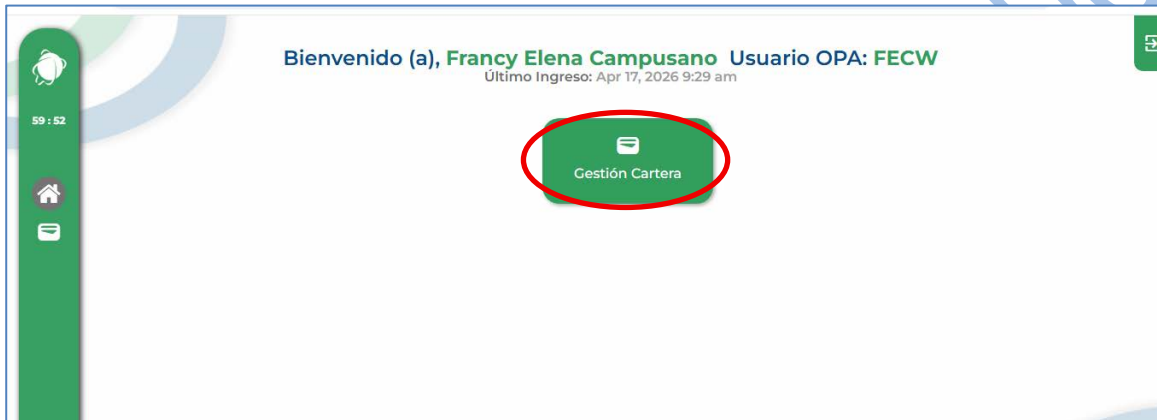 Bienvenido (a), Francy Elena Campusano Usuario OPA: FECW
Último Ingreso: Apr 17, 2026 9:29 am
59 : 52
Gestión Cartera